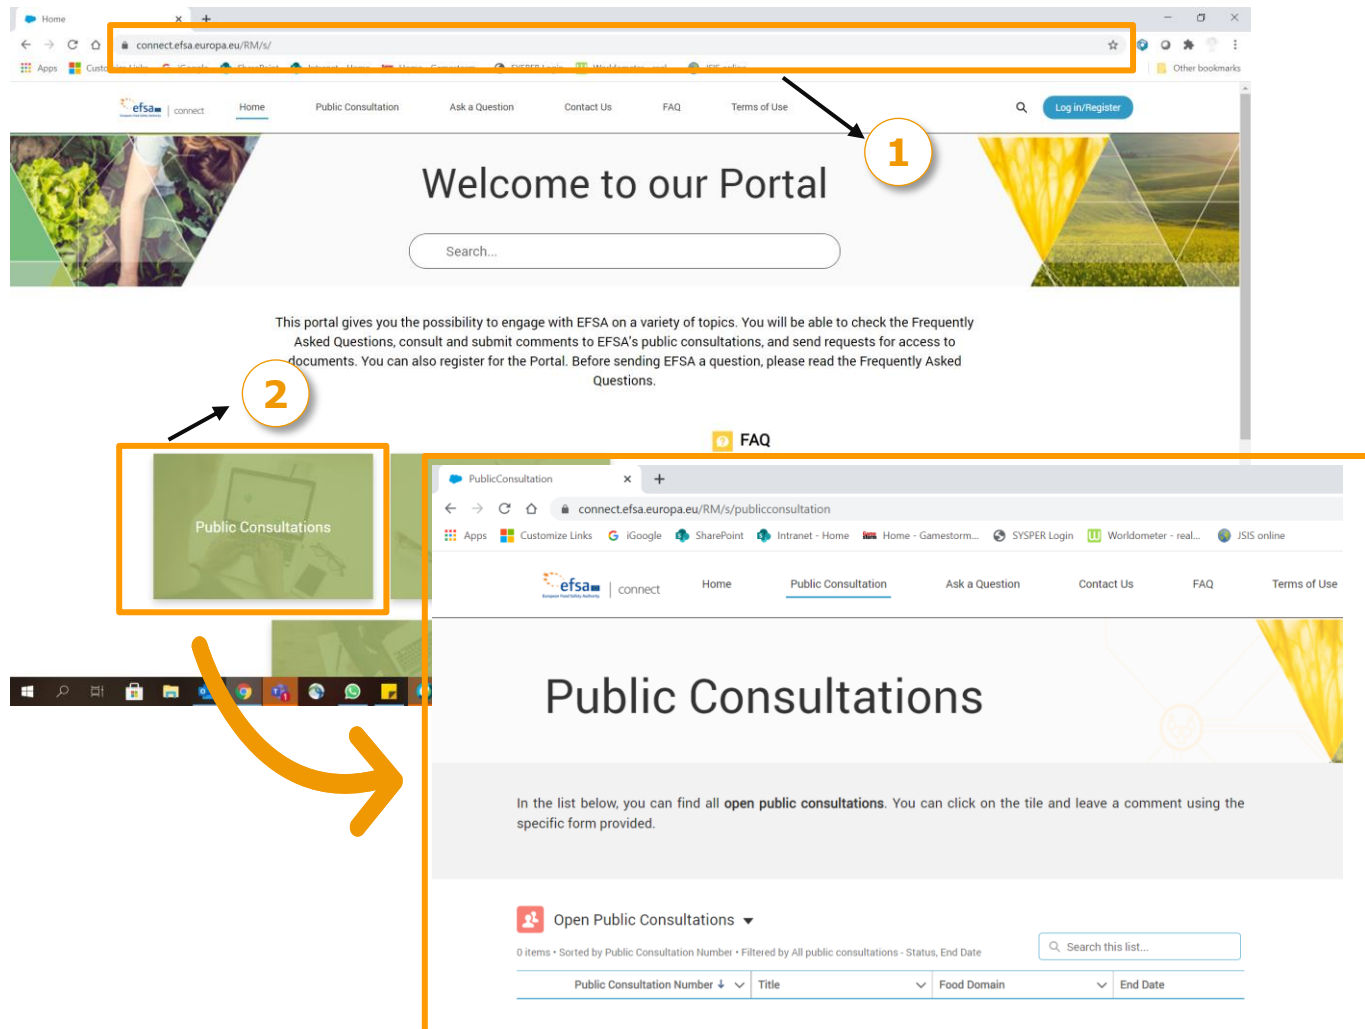 Home
connect.efsa.europa.eu/RM/s/
Apps
Other bookmarks
efsa
European Food Safety Authority
connect
Home
Public Consultation
Ask a Question
Contact Us
FAQ
Terms of Use
Log in/Register
1
Welcome to our Portal
Search...
This portal gives you the possibility to engage with EFSA on a variety of topics. You will be able to check the Frequently
Asked Questions, consult and submit comments to EFSA's public consultations, and send requests for access to
documents. You can also register for the Portal. Before sending EFSA a question, please read the Frequently Asked
Questions.
2
FAQ
Public Consultations
PublicConsultation
connect.efsa.europa.eu/RM/s/publicconsultation
Apps
Customize Links
iGoogle
SharePoint
Intranet - Home
Home - Gamestorm...
SYSPER Login
Worldometer - real...
JSIS online
efsa
European Food Safety Authority
connect
Home
Public Consultation
Ask a Question
Contact Us
FAQ
Terms of Use
Public Consultations
In the list below, you can find all open public consultations. You can click on the tile and leave a comment using the
specific form provided.
Open Public Consultations
0 items • Sorted by Public Consultation Number • Filtered by All public consultations - Status, End Date
Search this list...
Public Consultation Number
Title
Food Domain
End Date